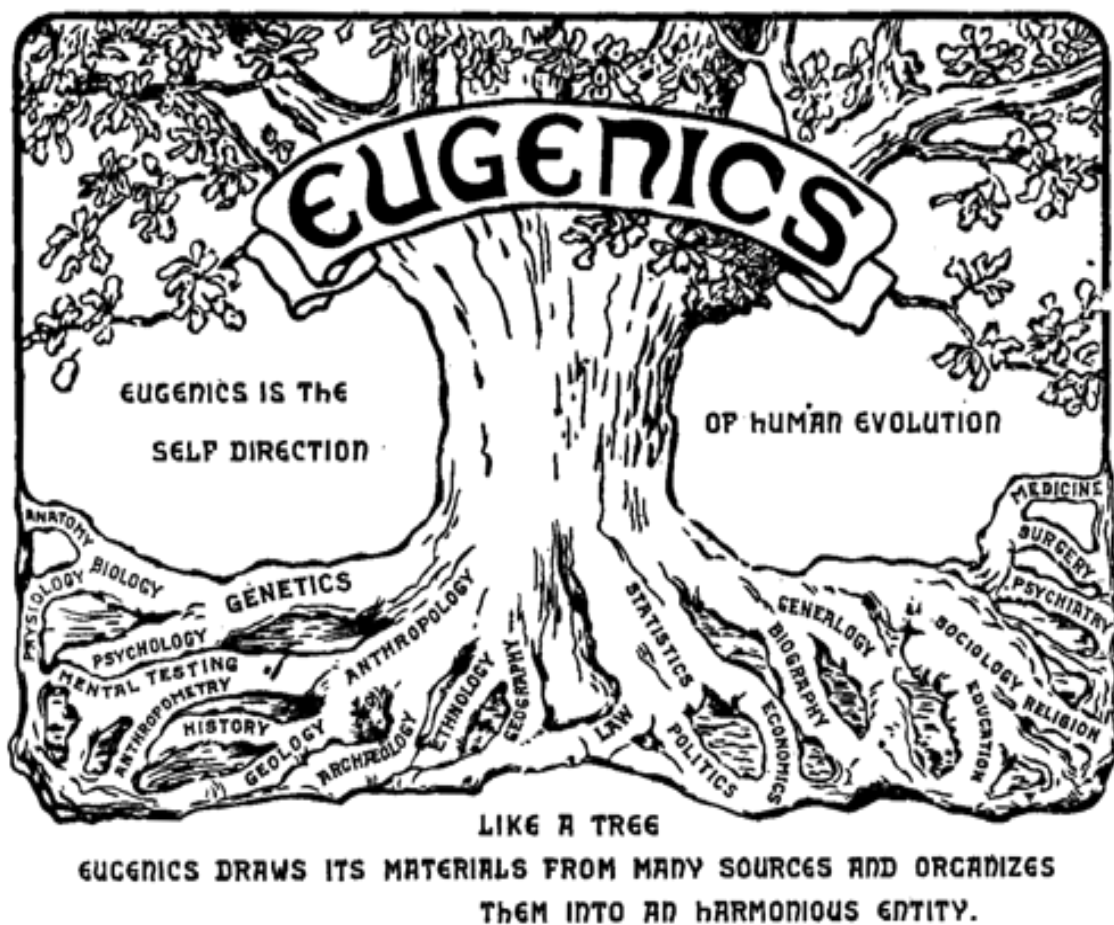 EUGENICS
EUGENICS IS THE
SELF DIRECTION
OF HUMAN EVOLUTION
ANATOMY
PHYSIOLOGY
BIOLOGY
GENETICS
PSYCHOLOGY
MENTAL TESTING
ANTHROPOMETRY
HISTORY
GEOLOGY
ANTHROPOLOGY
ARCHÆOLOGY
ETHNOLOGY
GEOGRAPHY
LAW
STATISTICS
POLITICS
ECONOMICS
BIOGRAPHY
GENEALOGY
EDUCATION
SOCIOLOGY
RELIGION
PSYCHIATRY
SURGERY
MEDICINE
LIKE A TREE
EUGENICS DRAWS ITS MATERIALS FROM MANY SOURCES AND ORGANIZES
THEM INTO AN HARMONIOUS ENTITY.